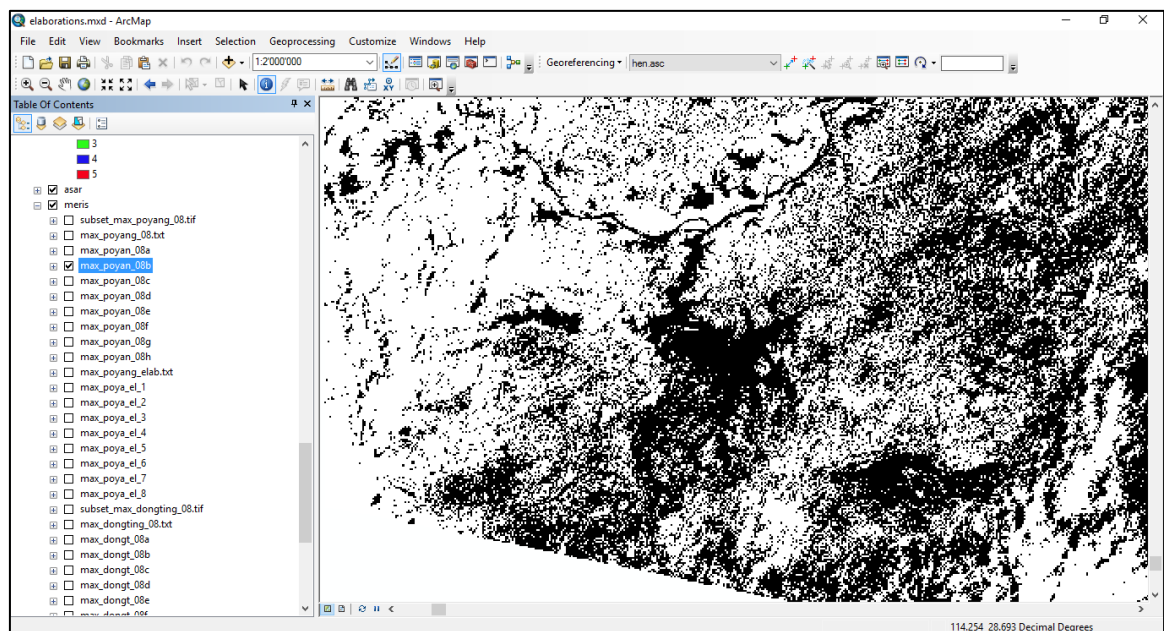 elaborations.mxd - ArcMap
File Edit View Bookmarks Insert Selection Geoprocessing Customize Windows Help
1:2'000'000 Georeferencing hen.asc
Table Of Contents
3
4
5
asar
meris
subset_max_poyang_08.tif
max_poyang_08.txt
max_poyan_08a
max_poyan_08b
max_poyan_08c
max_poyan_08d
max_poyan_08e
max_poyan_08f
max_poyan_08g
max_poyan_08h
max_poyang_elab.txt
max_poya_el_1
max_poya_el_2
max_poya_el_3
max_poya_el_4
max_poya_el_5
max_poya_el_6
max_poya_el_7
max_poya_el_8
subset_max_dongting_08.tif
max_dongting_08.txt
max_dongt_08a
max_dongt_08b
max_dongt_08c
max_dongt_08d
max_dongt_08e
max_dongt_08f
114.254 28.693 Decimal Degrees